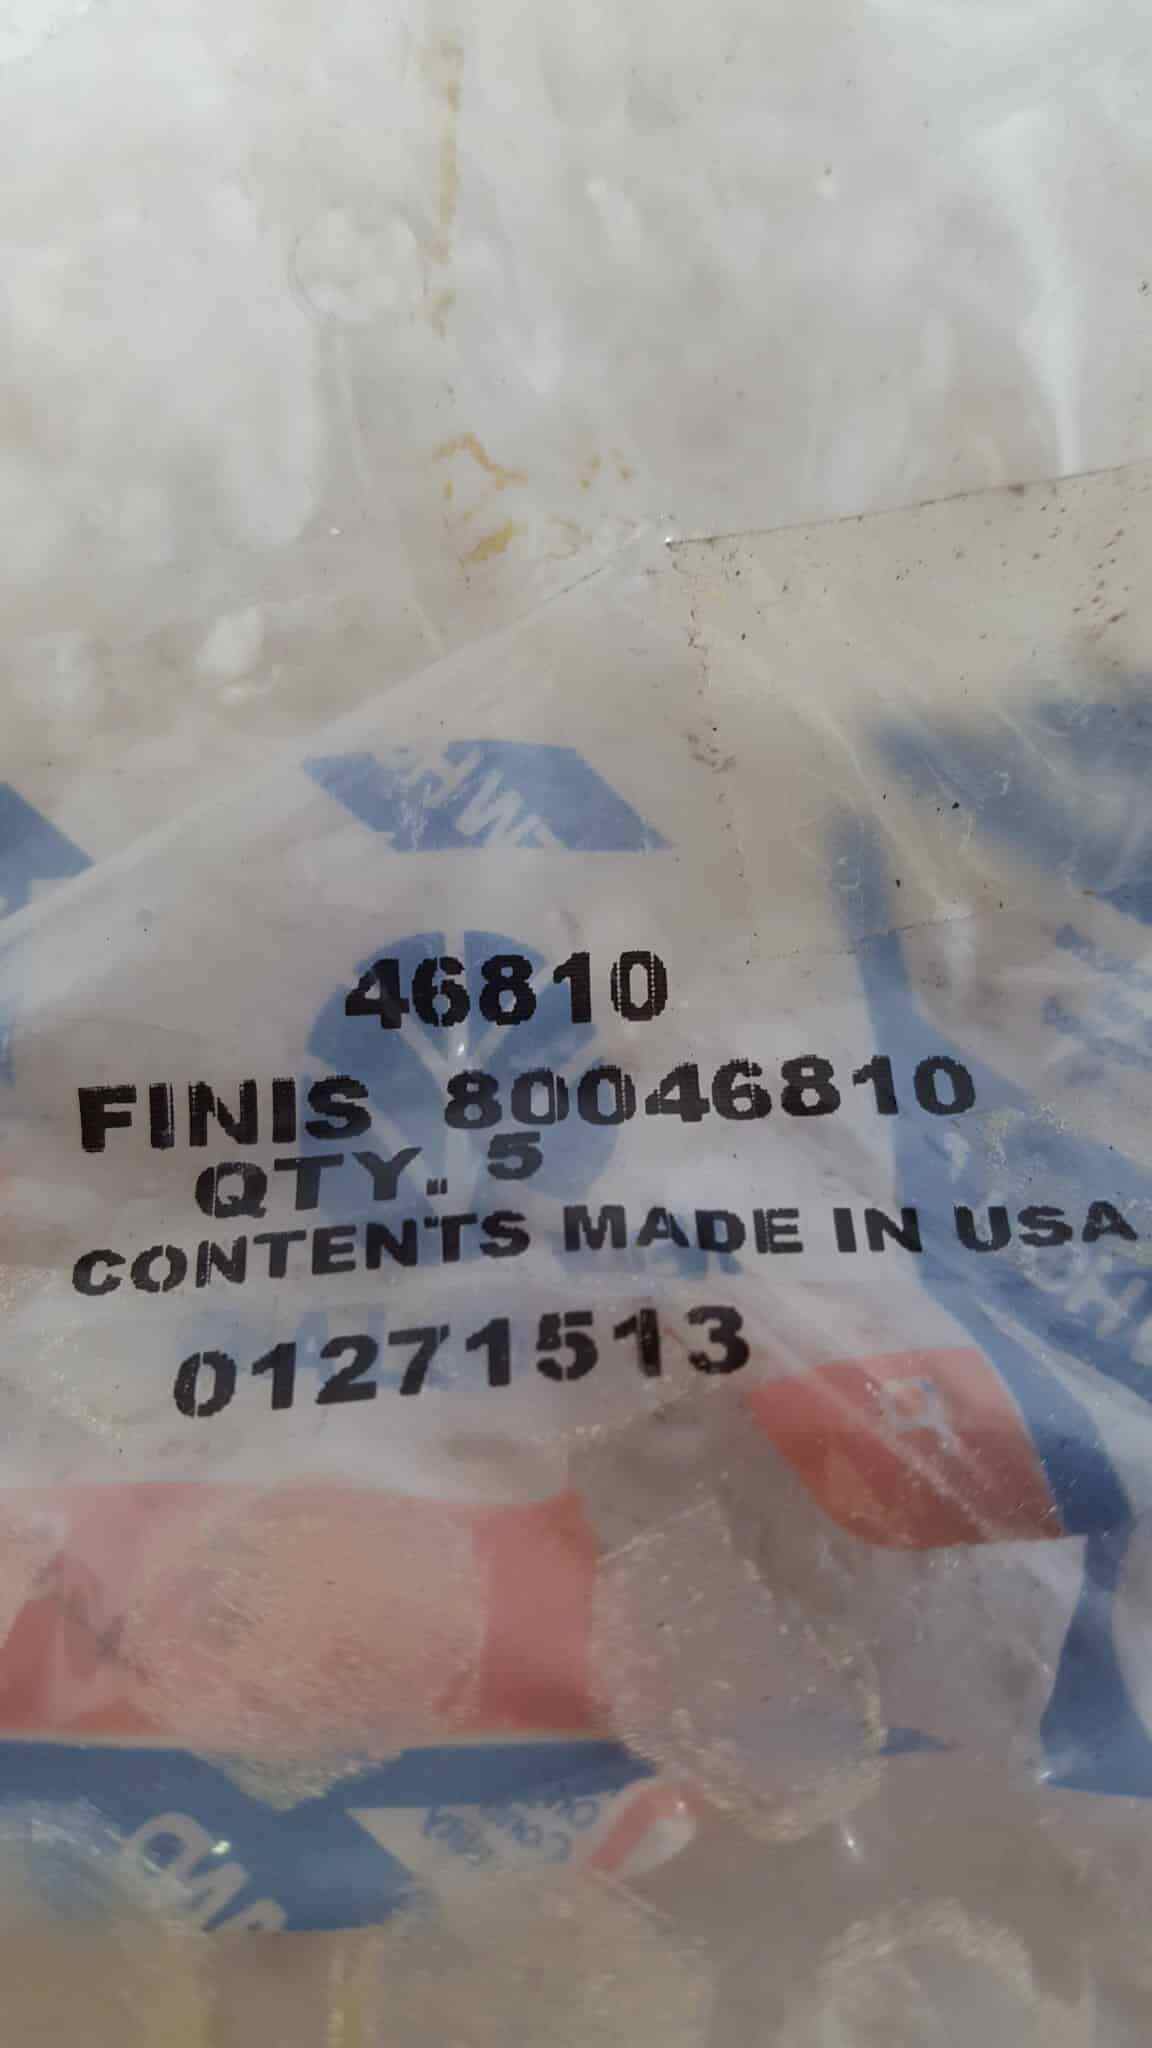 46810
FINIS 80046810
QTY. 5
CONTENTS MADE IN USA
01271513